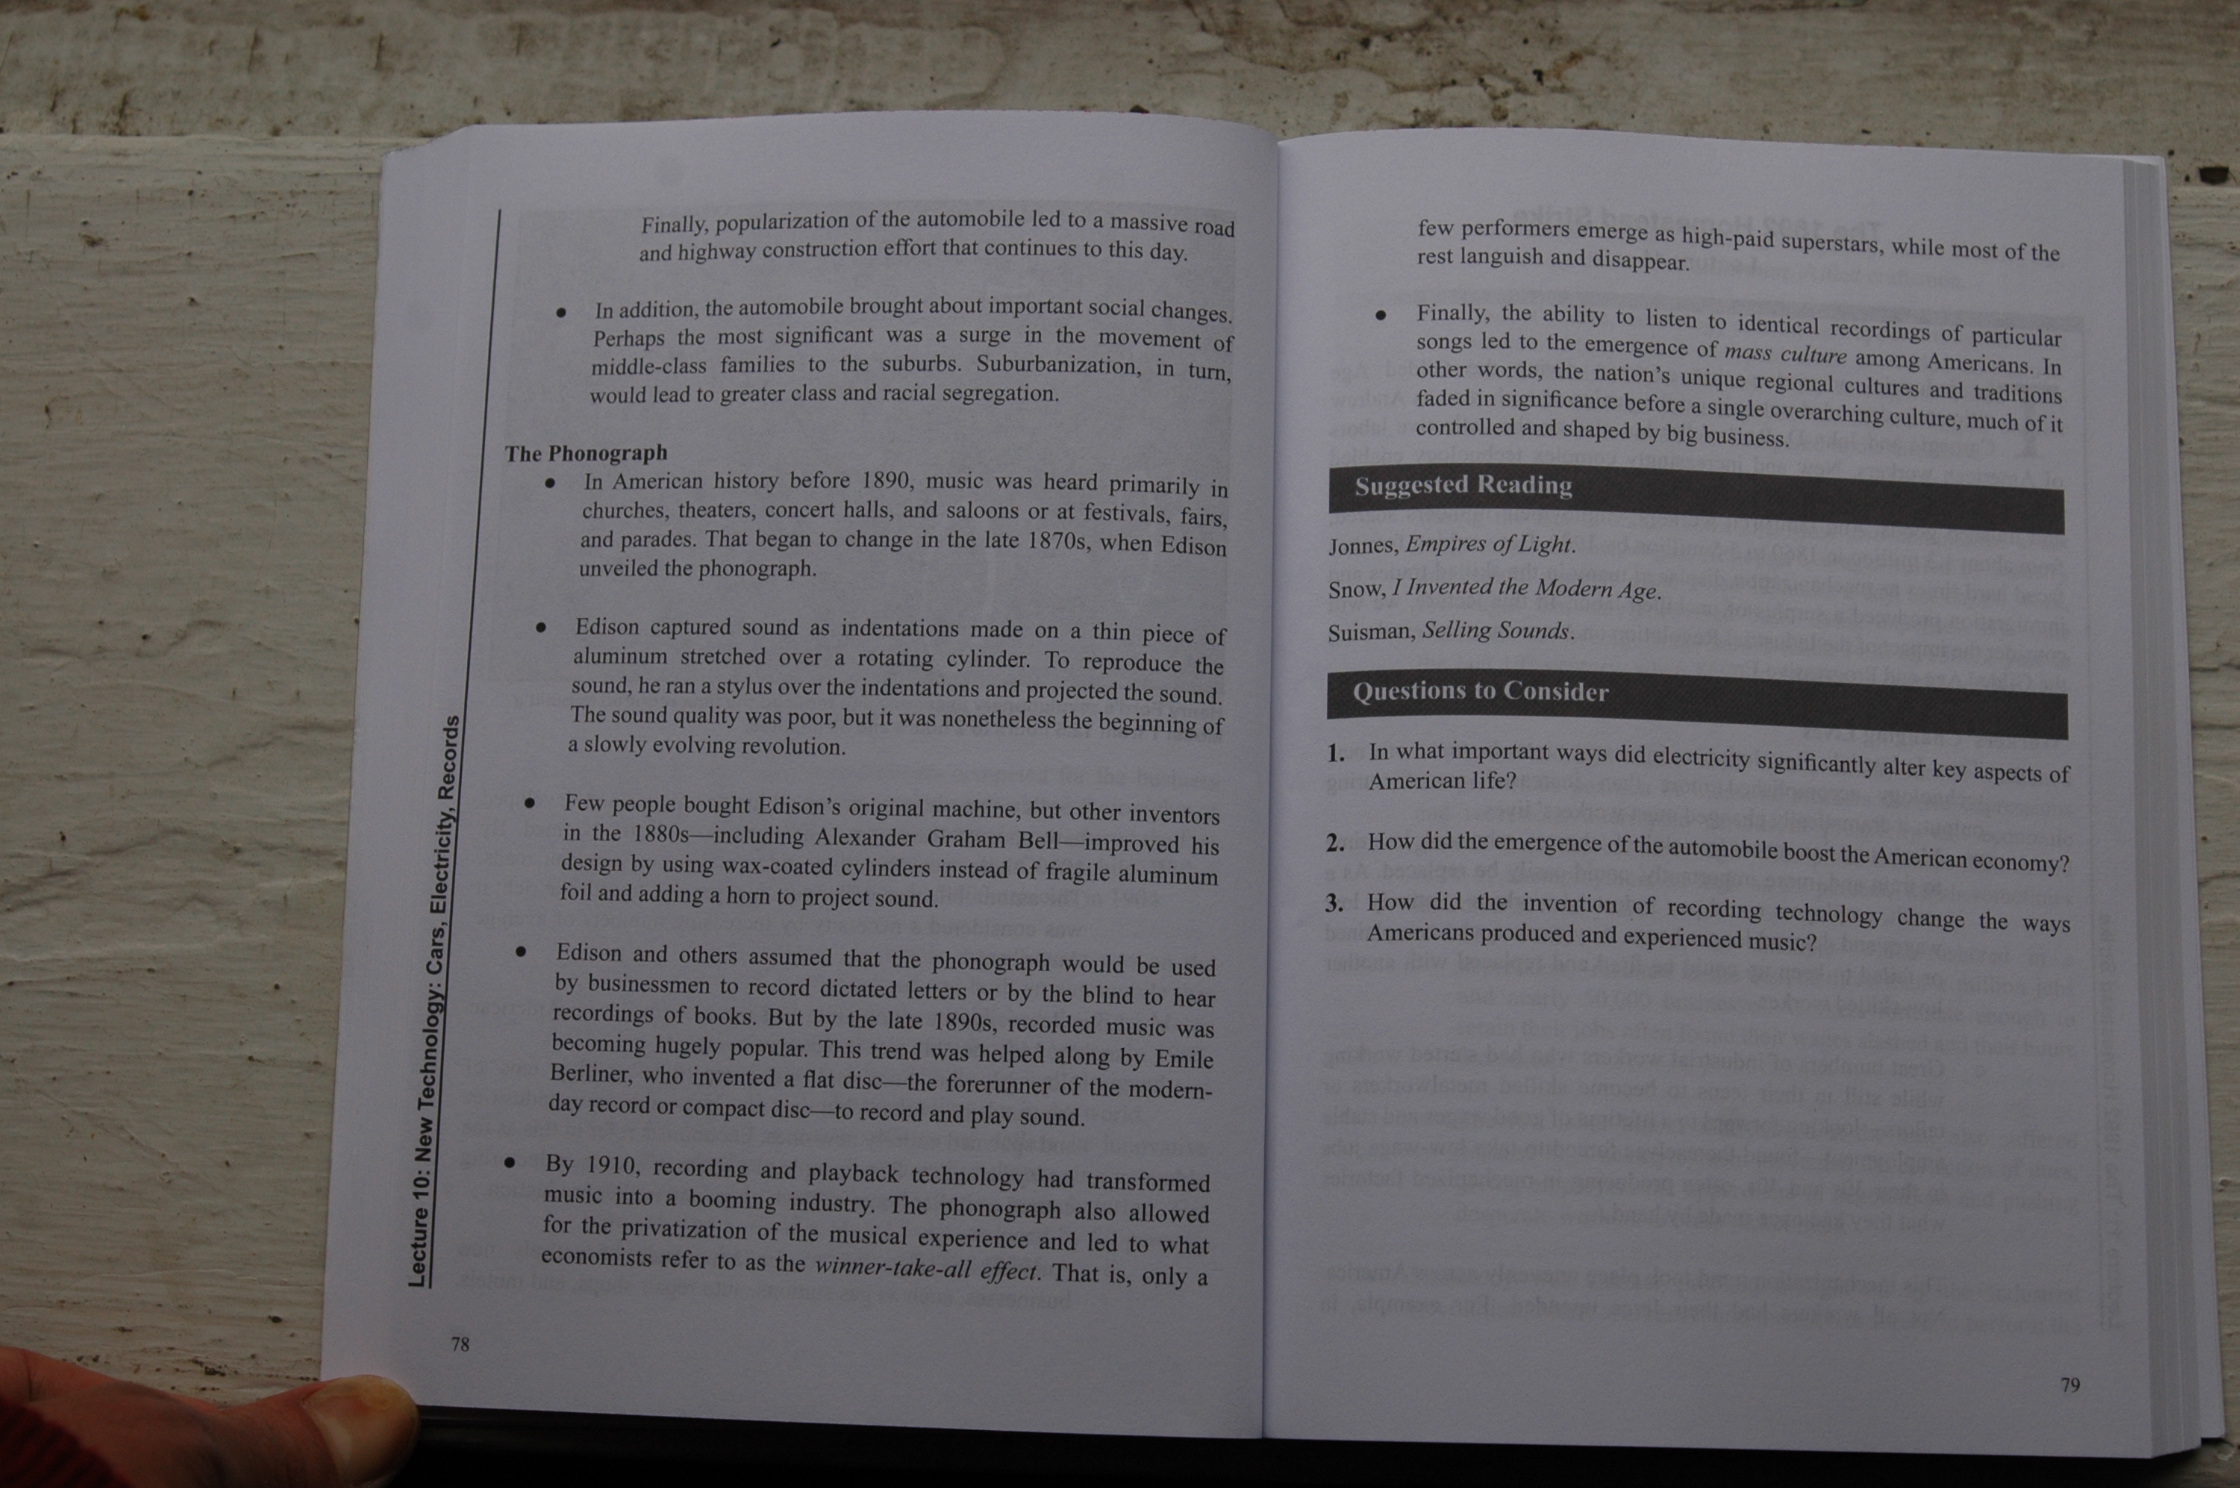 Finally, popularization of the automobile led to a massive road
and highway construction effort that continues to this day.
• In addition, the automobile brought about important social changes.
Perhaps the most significant was a surge in the movement of
middle-class families to the suburbs. Suburbanization, in turn,
would lead to greater class and racial segregation.
The Phonograph
• In American history before 1890, music was heard primarily in
churches, theaters, concert halls, and saloons or at festivals, fairs,
and parades. That began to change in the late 1870s, when Edison
unveiled the phonograph.
• Edison captured sound as indentations made on a thin piece of
aluminum stretched over a rotating cylinder. To reproduce the
sound, he ran a stylus over the indentations and projected the sound.
The sound quality was poor, but it was nonetheless the beginning of
a slowly evolving revolution.
• Few people bought Edison's original machine, but other inventors
in the 1880s—including Alexander Graham Bell—improved his
design by using wax-coated cylinders instead of fragile aluminum
foil and adding a horn to project sound.
• Edison and others assumed that the phonograph would be used
by businessmen to record dictated letters or by the blind to hear
recordings of books. But by the late 1890s, recorded music was
becoming hugely popular. This trend was helped along by Emile
Berliner, who invented a flat disc—the forerunner of the modern-
day record or compact disc—to record and play sound.
• By 1910, recording and playback technology had transformed
music into a booming industry. The phonograph also allowed
for the privatization of the musical experience and led to what
economists refer to as the winner-take-all effect. That is, only a
Lecture 10: New Technology: Cars, Electricity, Records
78
few performers emerge as high-paid superstars, while most of the
rest languish and disappear.
• Finally, the ability to listen to identical recordings of particular
songs led to the emergence of mass culture among Americans. In
other words, the nation's unique regional cultures and traditions
faded in significance before a single overarching culture, much of it
controlled and shaped by big business.
Suggested Reading
Jonnes, Empires of Light.
Snow, I Invented the Modern Age.
Suisman, Selling Sounds.
Questions to Consider
1. In what important ways did electricity significantly alter key aspects of
American life?
2. How did the emergence of the automobile boost the American economy?
3. How did the invention of recording technology change the ways
Americans produced and experienced music?
79